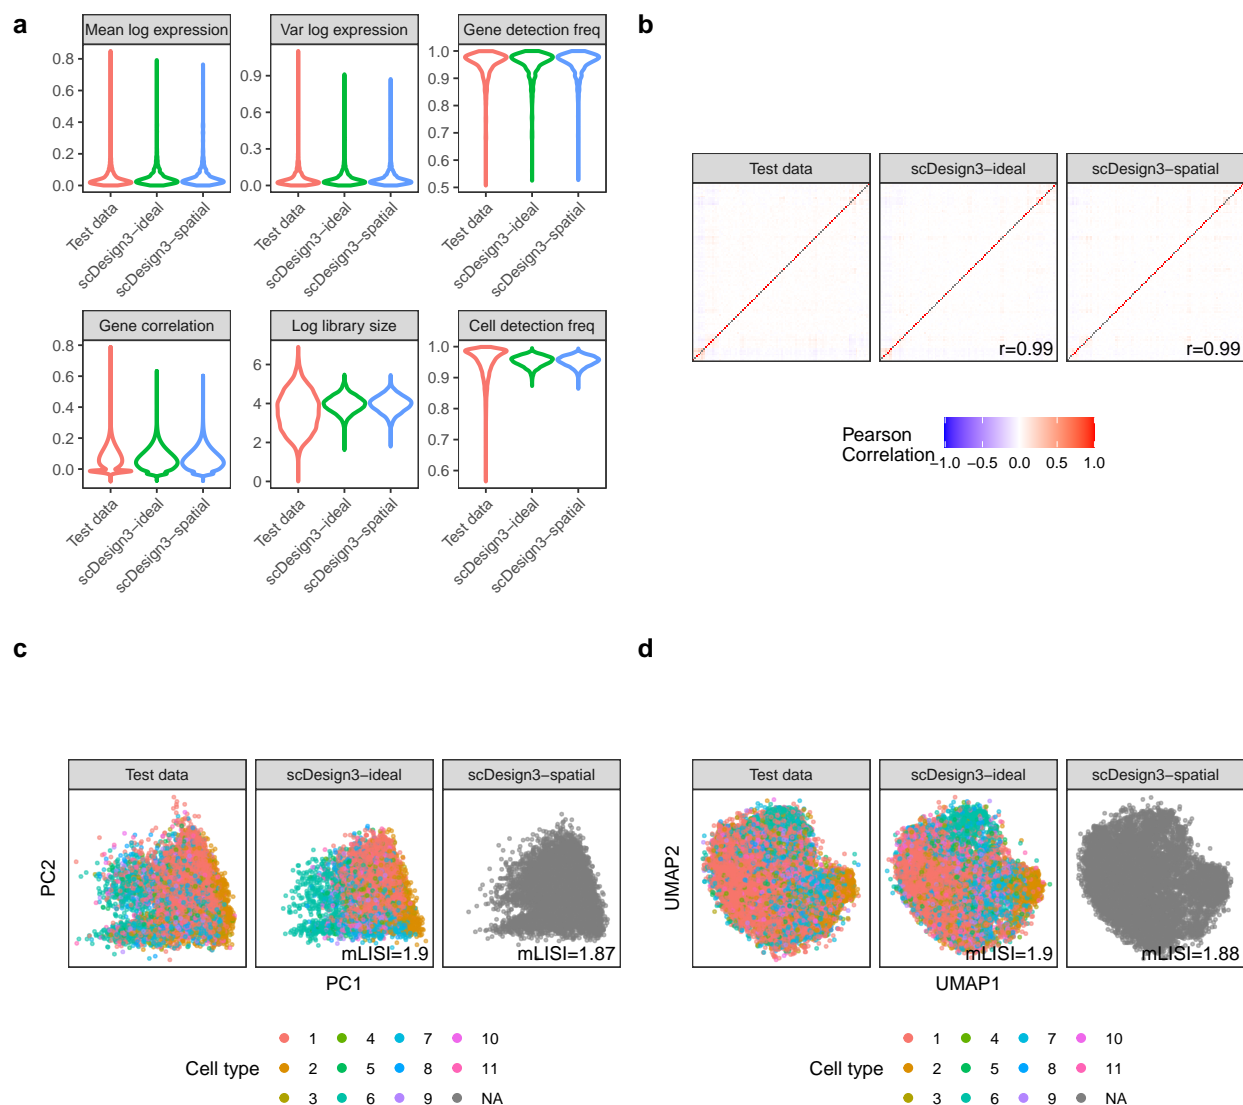 a
Mean log expression
Var log expression
Gene detection freq
0.8
0.6
0.4
0.2
0.0
0.9
0.6
0.3
0.0
1.0
0.9
0.8
0.7
0.6
0.5
Test data
scDesign3−ideal
scDesign3−spatial
Test data
scDesign3−ideal
scDesign3−spatial
Test data
scDesign3−ideal
scDesign3−spatial
Gene correlation
Log library size
Cell detection freq
0.8
0.6
0.4
0.2
0.0
6
4
2
0
1.0
0.9
0.8
0.7
0.6
Test data
scDesign3−ideal
scDesign3−spatial
Test data
scDesign3−ideal
scDesign3−spatial
Test data
scDesign3−ideal
scDesign3−spatial
b
Test data
scDesign3−ideal
scDesign3−spatial
r=0.99
r=0.99
Pearson
Correlation
−1.0 −0.5 0.0 0.5 1.0
c
Test data
scDesign3−ideal
scDesign3−spatial
PC2
mLISI=1.9
mLISI=1.87
PC1
Cell type
1 4 7 10
2 5 8 11
3 6 9 NA
d
Test data
scDesign3−ideal
scDesign3−spatial
UMAP2
mLISI=1.9
mLISI=1.88
UMAP1
Cell type
1 4 7 10
2 5 8 11
3 6 9 NA